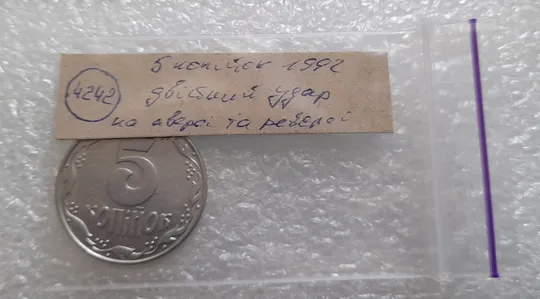 5 копійок 1992
4242
двійний удар
на аверсі та реверсі
5
КОПІЙОК